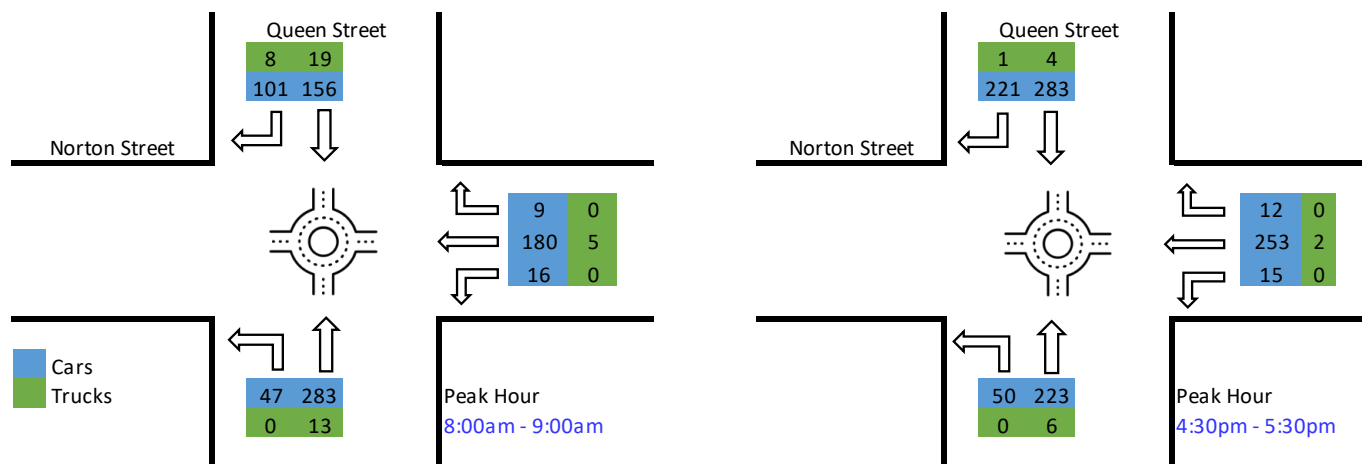 Queen Street
8 19
101 156
Norton Street
9 0
180 5
16 0
Cars
Trucks
47 283
0 13
Peak Hour
8:00am - 9:00am
Queen Street
1 4
221 283
Norton Street
12 0
253 2
15 0
50 223
0 6
Peak Hour
4:30pm - 5:30pm